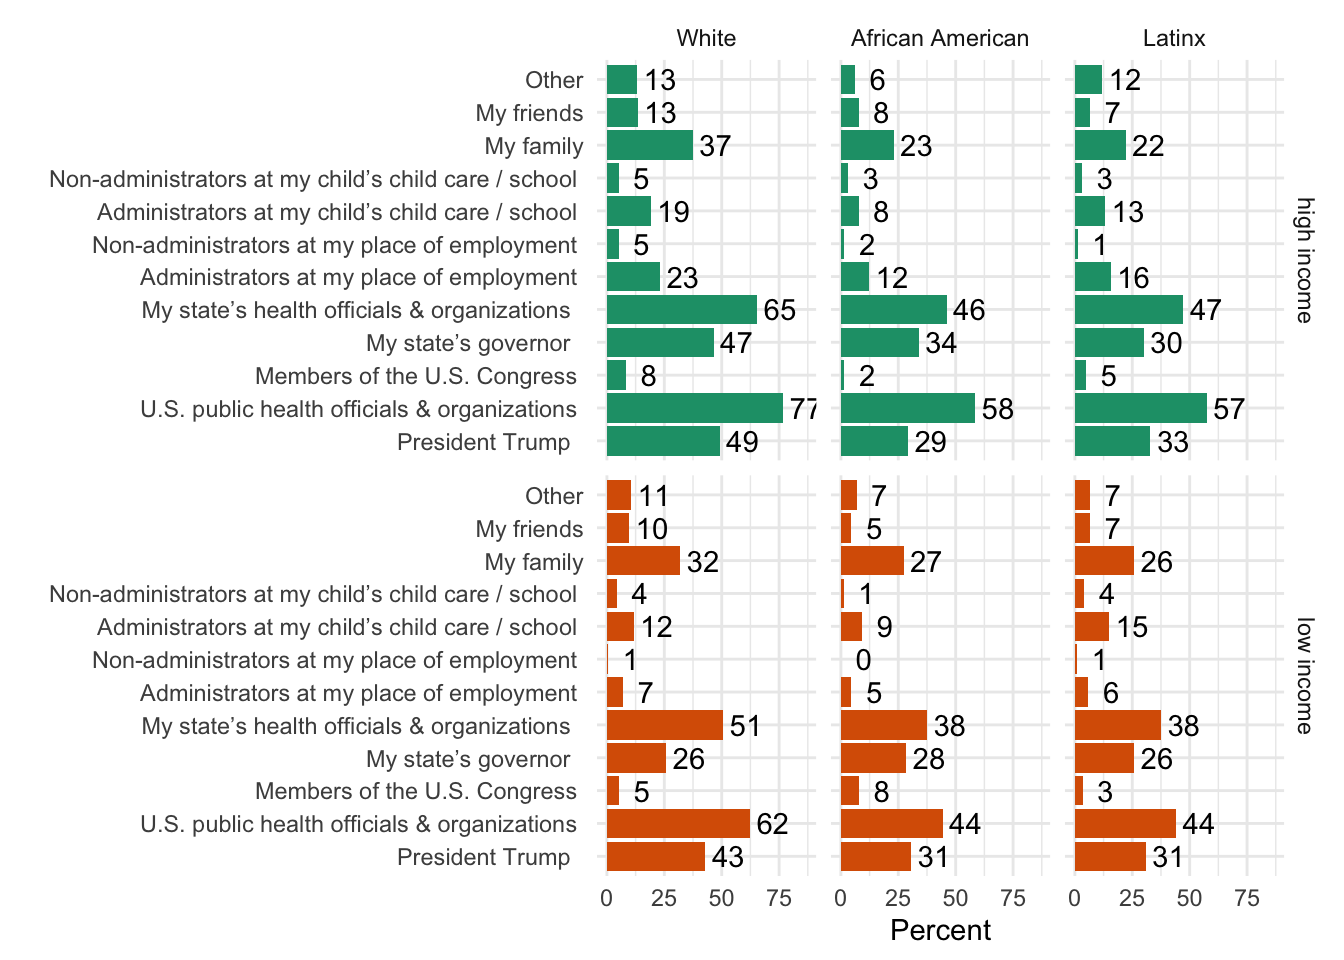 White African American Latinx
Other 13 6 12
My friends 13 8 7
My family 37 23 22
Non-administrators at my child’s child care / school 5 3 3
Administrators at my child’s child care / school 19 8 13
Non-administrators at my place of employment 5 2 1
Administrators at my place of employment 23 12 16
My state’s health officials & organizations 65 46 47
My state’s governor 47 34 30
Members of the U.S. Congress 8 2 5
U.S. public health officials & organizations 77 58 57
President Trump 49 29 33
high income
Other 11 7 7
My friends 10 5 7
My family 32 27 26
Non-administrators at my child’s child care / school 4 1 4
Administrators at my child’s child care / school 12 9 15
Non-administrators at my place of employment 1 0 1
Administrators at my place of employment 7 5 6
My state’s health officials & organizations 51 38 38
My state’s governor 26 28 26
Members of the U.S. Congress 5 8 3
U.S. public health officials & organizations 62 44 44
President Trump 43 31 31
low income
0 25 50 75 0 25 50 75 0 25 50 75
Percent